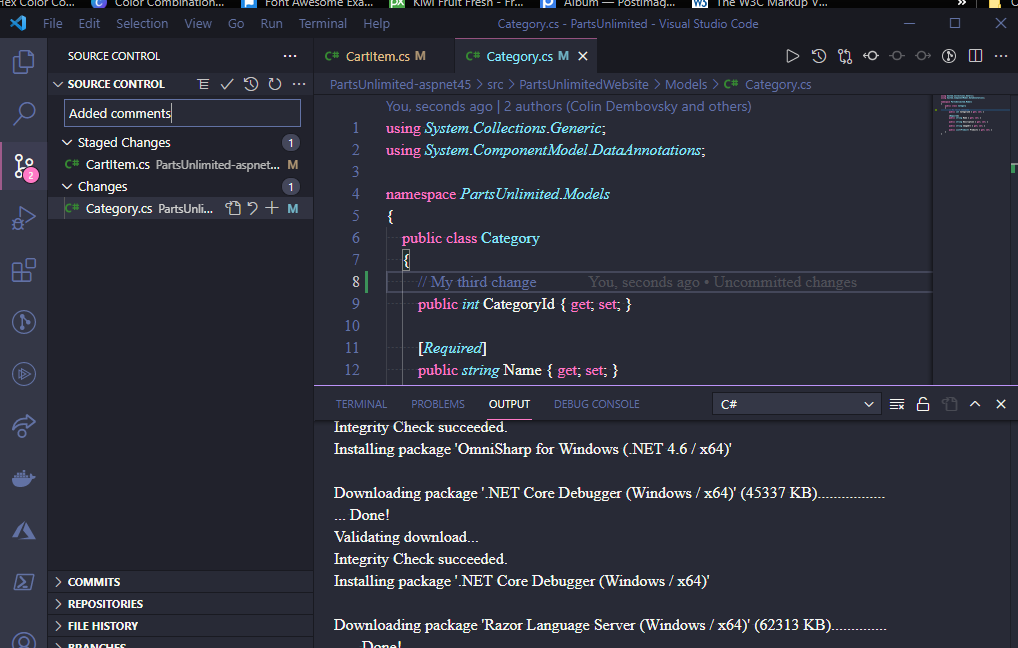 Hex Color Co... Color Combination... Font Awesome Exa... Kiwi Fruit Fresh - Fr... Album — Postimag... The W3C Markup V... »
File Edit Selection View Go Run Terminal Help Category.cs - PartsUnlimited - Visual Studio Code
SOURCE CONTROL ...
CartItem.cs M Category.cs M
SOURCE CONTROL
PartsUnlimited-aspnet45 > src > PartsUnlimitedWebsite > Models > Category.cs
Added comments
You, seconds ago | 2 authors (Colin Dembovsky and others)
Staged Changes 1
CartItem.cs PartsUnlimited-aspnet... M
Changes 1
Category.cs PartsUnli... M
2
1 using System.Collections.Generic;
2 using System.ComponentModel.DataAnnotations;
3
4 namespace PartsUnlimited.Models
5 {
6 public class Category
7 {
8 // My third change You, seconds ago • Uncommitted changes
9 public int CategoryId { get; set; }
10
11 [Required]
12 public string Name { get; set; }
TERMINAL PROBLEMS OUTPUT DEBUG CONSOLE C#
Integrity Check succeeded.
Installing package 'OmniSharp for Windows (.NET 4.6 / x64)'
Downloading package '.NET Core Debugger (Windows / x64)' (45337 KB).................
... Done!
Validating download...
Integrity Check succeeded.
Installing package '.NET Core Debugger (Windows / x64)'
Downloading package 'Razor Language Server (Windows / x64)' (62313 KB)..............
Done!
COMMITS
REPOSITORIES
FILE HISTORY
BRANCHES